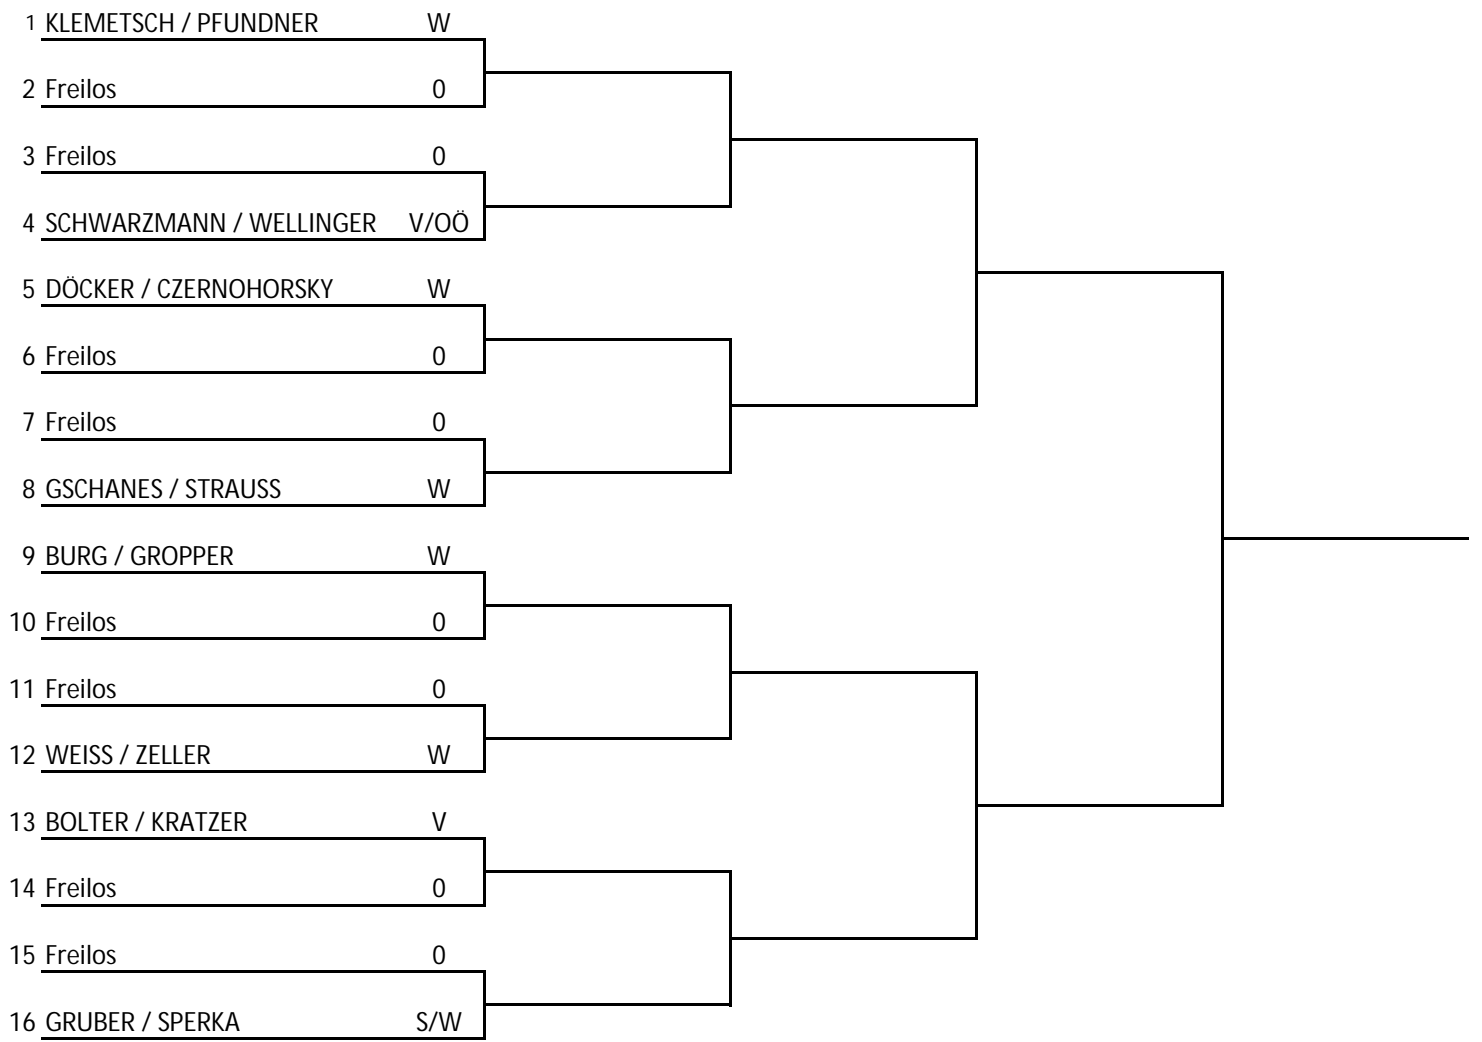 1 KLEMETSCH / PFUNDNER W
2 Freilos 0
3 Freilos 0
4 SCHWARZMANN / WELLINGER V/OÖ
5 DÖCKER / CZERNOHORSKY W
6 Freilos 0
7 Freilos 0
8 GSCHANES / STRAUSS W
9 BURG / GROPPER W
10 Freilos 0
11 Freilos 0
12 WEISS / ZELLER W
13 BOLTER / KRATZER V
14 Freilos 0
15 Freilos 0
16 GRUBER / SPERKA S/W